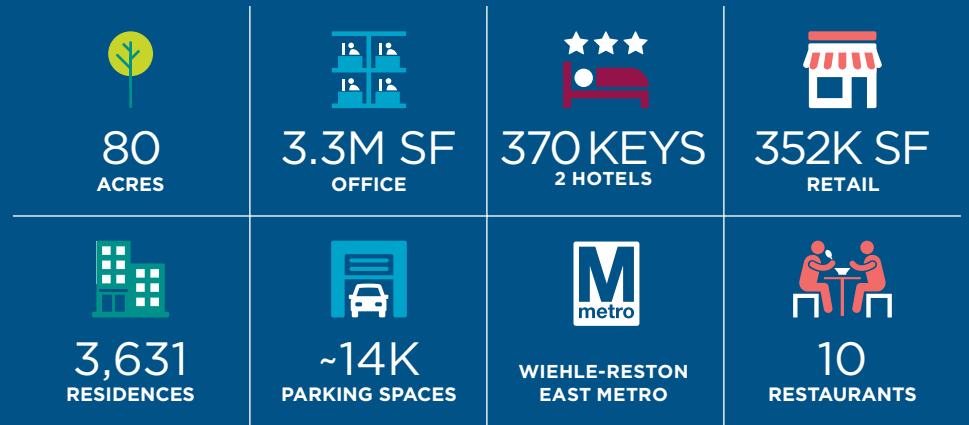 80
ACRES
3.3M SF
OFFICE
370 KEYS
2 HOTELS
352K SF
RETAIL
3,631
RESIDENCES
~14K
PARKING SPACES
M
metro
WIEHLE-RESTON
EAST METRO
10
RESTAURANTS